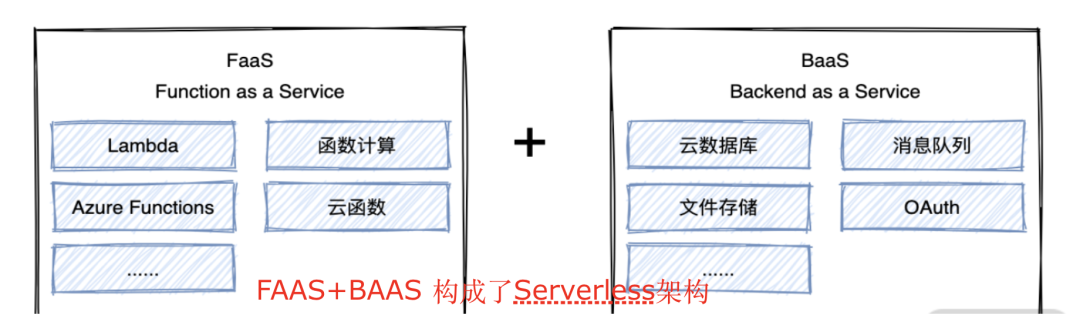 FaaS
Function as a Service
Lambda
函数计算
Azure Functions
云函数
......
+
BaaS
Backend as a Service
云数据库
消息队列
文件存储
OAuth
......
FAAS+BAAS 构成了Serverless架构